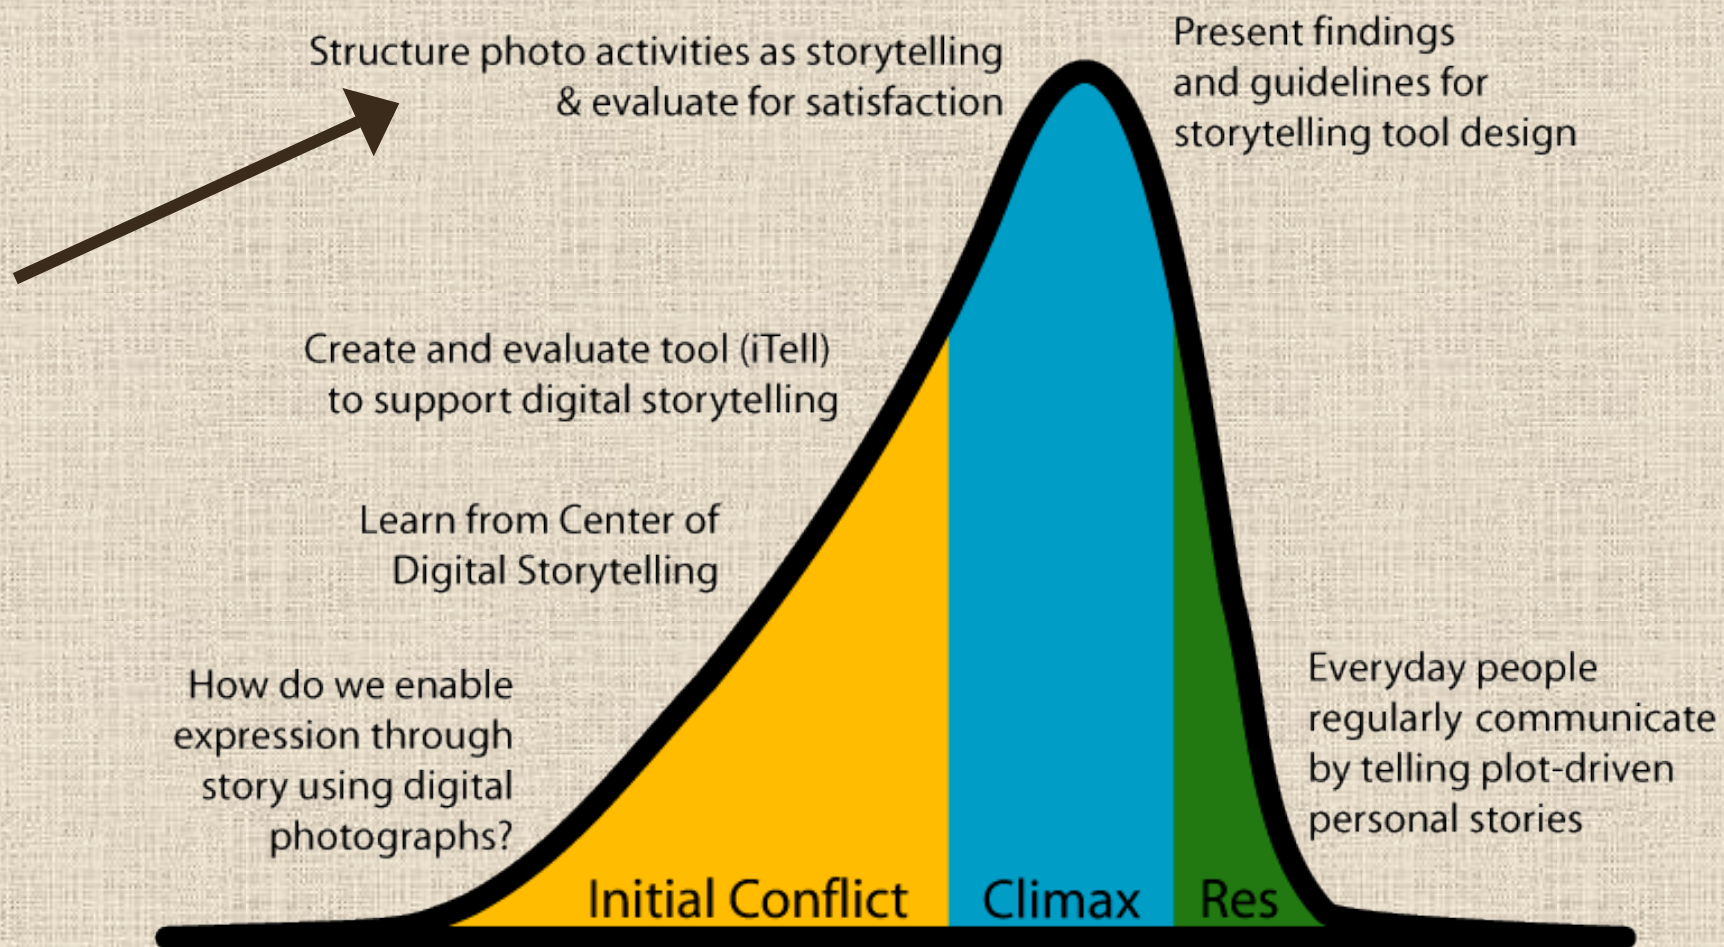 Structure photo activities as storytelling
& evaluate for satisfaction
Present findings
and guidelines for
storytelling tool design
Create and evaluate tool (iTell)
to support digital storytelling
Learn from Center of
Digital Storytelling
How do we enable
expression through
story using digital
photographs?
Everyday people
regularly communicate
by telling plot-driven
personal stories
Initial Conflict
Climax
Res